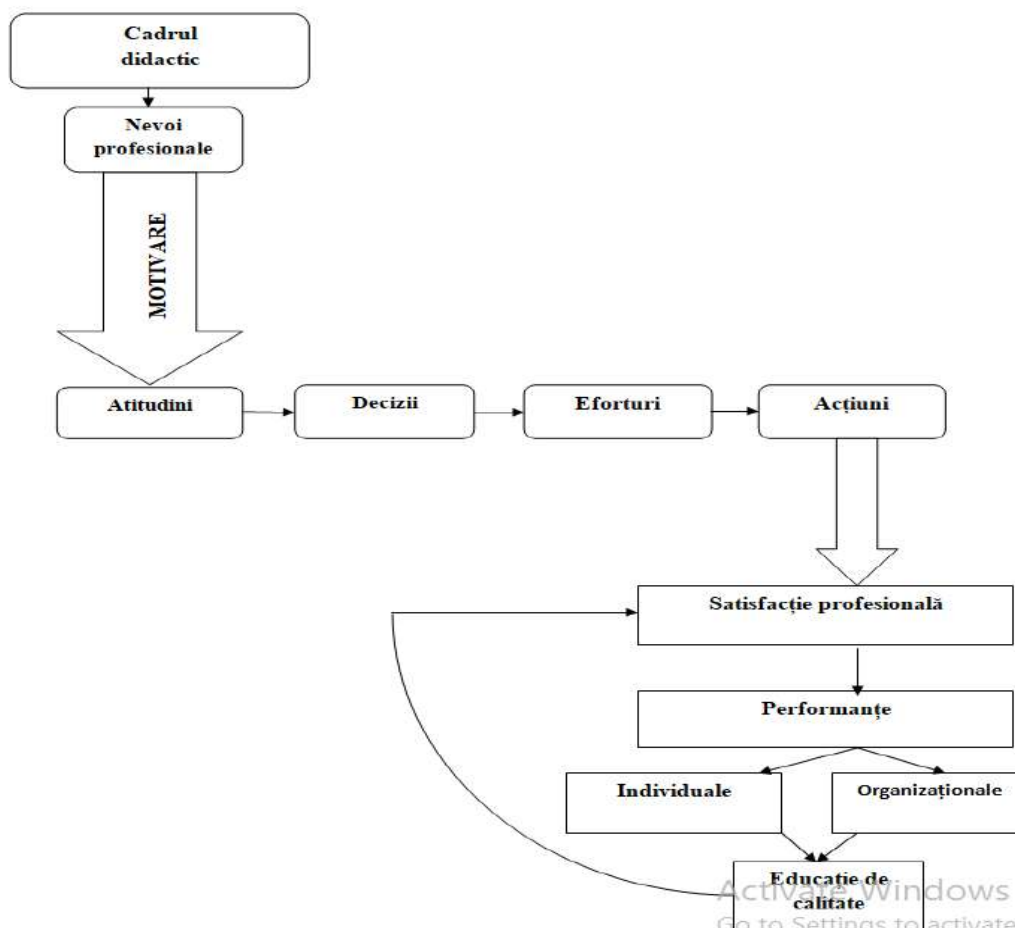 Cadrul
didactic
Nevoi
profesionale
MOTIVARE
Atitudini
Decizii
Eforturi
Acțiuni
Satisfacție profesională
Performanțe
Individuale
Organizaționale
Educație de
calitate
Activate Windows
Go to Settings to activate